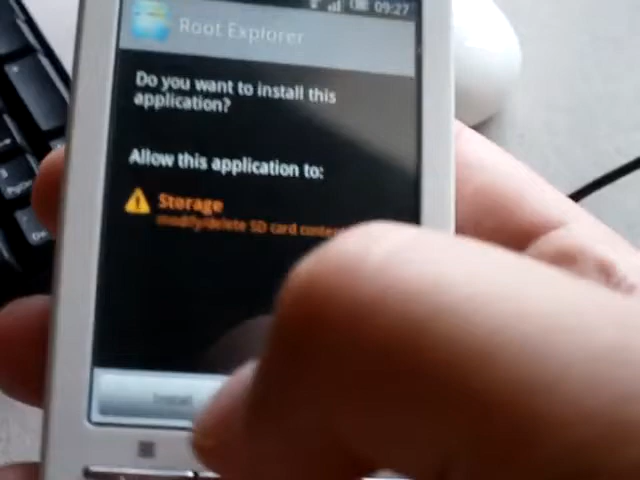 09:27
Root Explorer
Do you want to install this
application?
Allow this application to:
Storage
modify/delete SD card contents
Install